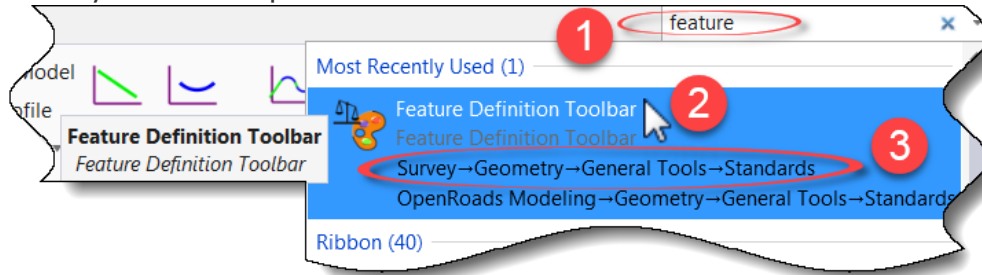 feature
1
Most Recently Used (1)
Model
ofile
Feature Definition Toolbar
Feature Definition Toolbar
2
Feature Definition Toolbar
Feature Definition Toolbar
3
Survey→Geometry→General Tools→Standards
OpenRoads Modeling→Geometry→General Tools→Standards
Ribbon (40)